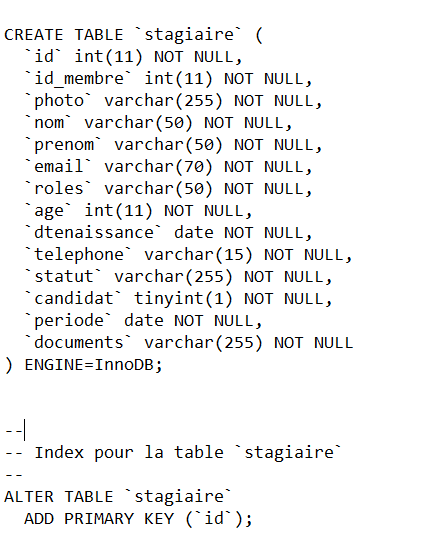 CREATE TABLE `stagiaire` (
  `id` int(11) NOT NULL,
  `id_membre` int(11) NOT NULL,
  `photo` varchar(255) NOT NULL,
  `nom` varchar(50) NOT NULL,
  `prenom` varchar(50) NOT NULL,
  `email` varchar(70) NOT NULL,
  `roles` varchar(50) NOT NULL,
  `age` int(11) NOT NULL,
  `dtenaissance` date NOT NULL,
  `telephone` varchar(15) NOT NULL,
  `statut` varchar(255) NOT NULL,
  `candidat` tinyint(1) NOT NULL,
  `periode` date NOT NULL,
  `documents` varchar(255) NOT NULL
) ENGINE=InnoDB;
--
-- Index pour la table `stagiaire`
--
ALTER TABLE `stagiaire`
  ADD PRIMARY KEY (`id`);